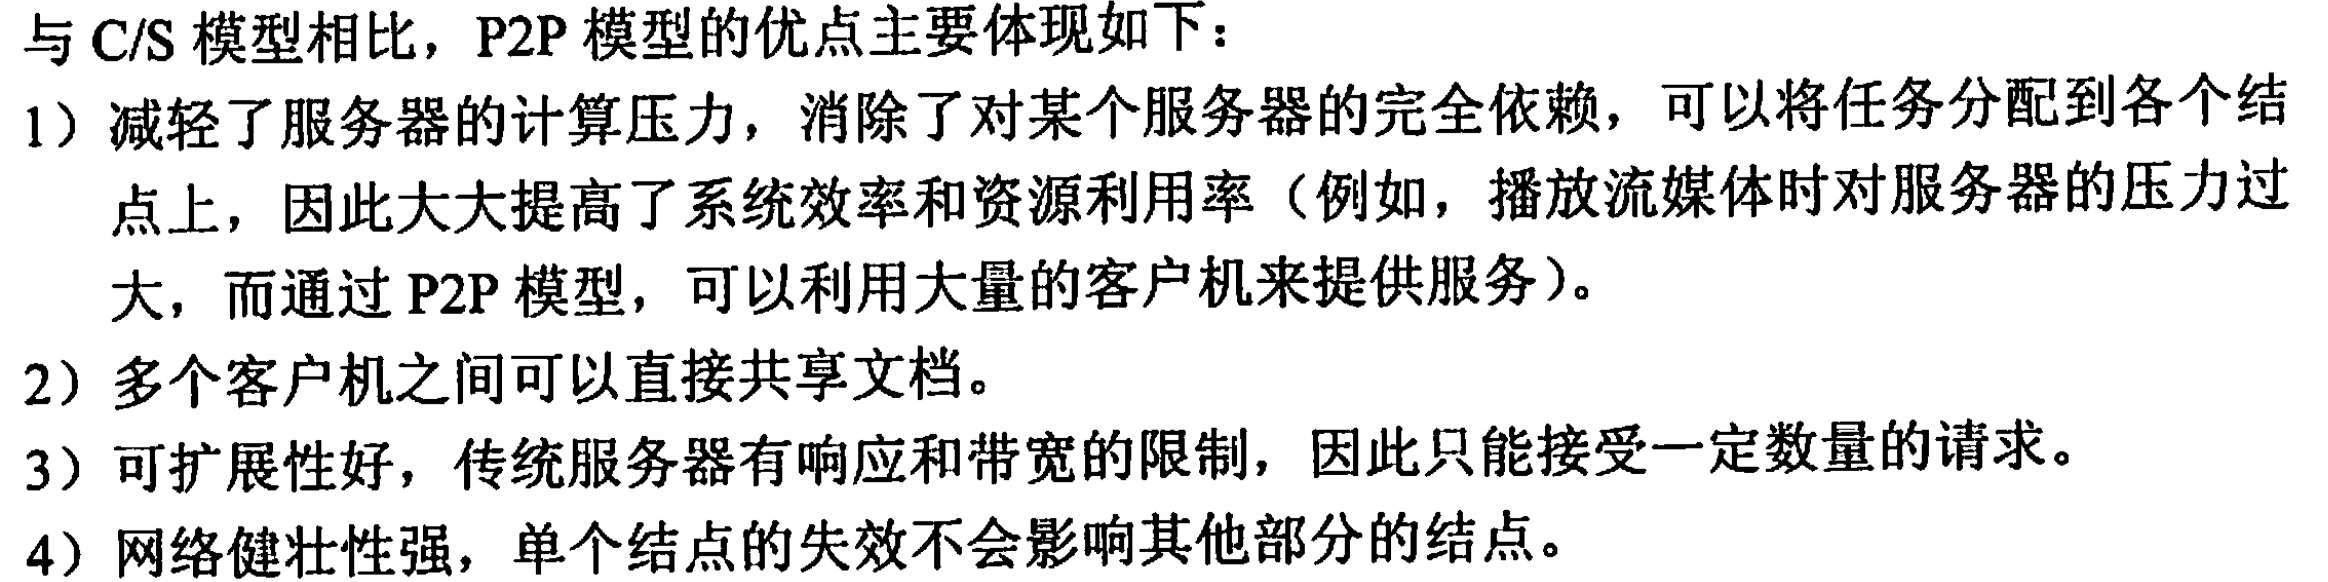 与 C/S 模型相比，P2P 模型的优点主要体现如下：
1）减轻了服务器的计算压力，消除了对某个服务器的完全依赖，可以将任务分配到各个结
点上，因此大大提高了系统效率和资源利用率（例如，播放流媒体时对服务器的压力过
大，而通过 P2P 模型，可以利用大量的客户机来提供服务）。
2）多个客户机之间可以直接共享文档。
3）可扩展性好，传统服务器有响应和带宽的限制，因此只能接受一定数量的请求。
4）网络健壮性强，单个结点的失效不会影响其他部分的结点。